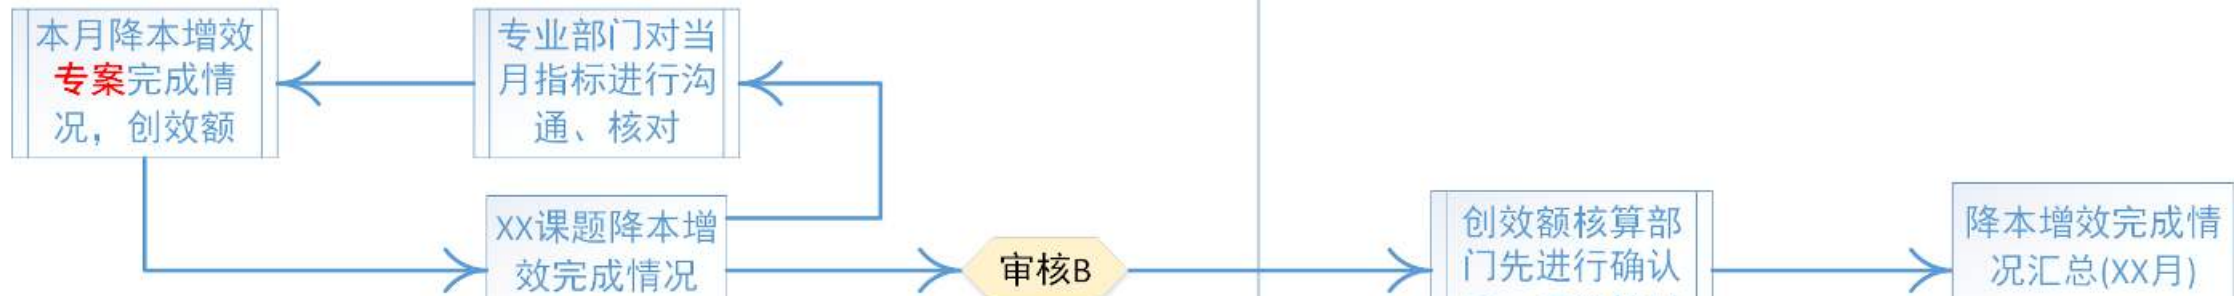 本月降本增效
专案完成情
况，创效额
专业部门对当
月指标进行沟
通、核对
XX课题降本增
效完成情况
审核B
创效额核算部
门先进行确认
降本增效完成情
况汇总(XX月)